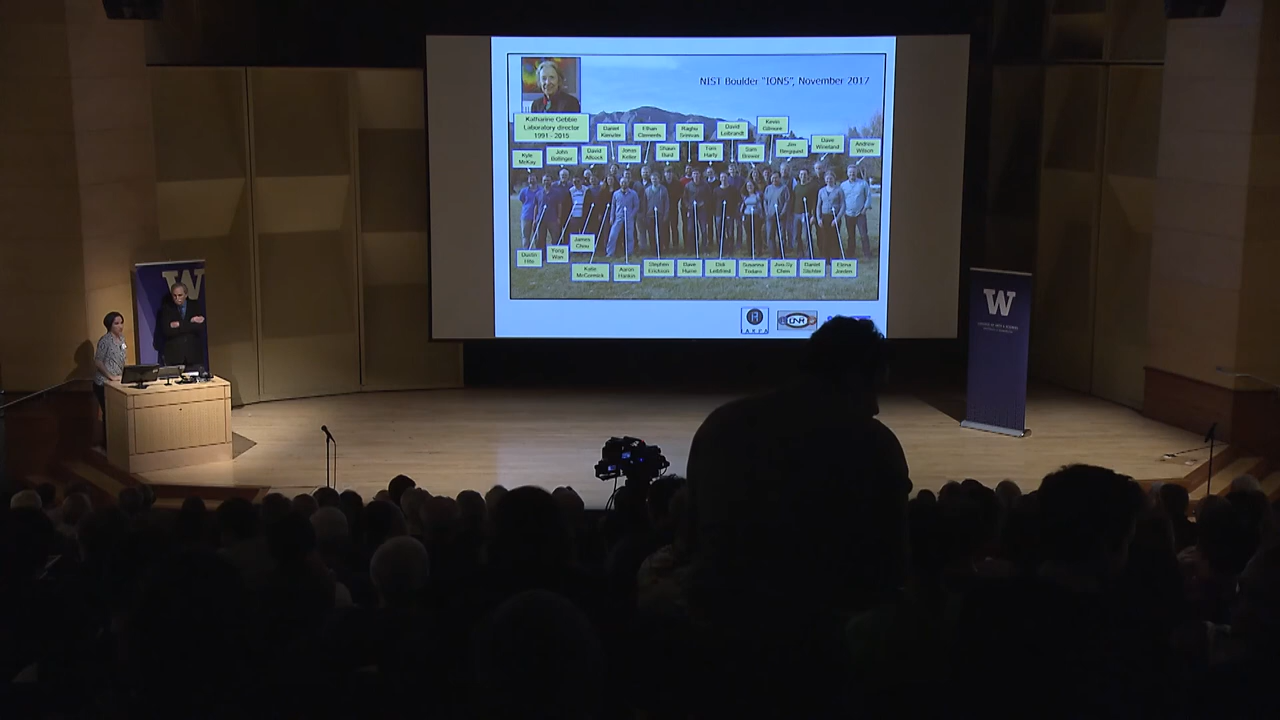 NIST Boulder "IONS", November 2017
Katharine Gebbie
Laboratory director
1991 - 2015
Daniel
Kienzler
Ethan
Clements
Raghu
Srinivas
David
Leibrandt
Kevin
Gilmore
Kyle
McKay
John
Bollinger
David
Allcock
Jonas
Keller
Shaun
Burd
Ting
Harty
Sam
Brewer
Jim
Bergquist
Dave
Wineland
Andrew
Wilson
Dustin
Hite
Yong
Wan
James
Chou
Katie
McCormick
Aaron
Hankin
Stephen
Erickson
Dave
Hume
Didi
Leibfried
Susanna
Todaro
Jwo-Sy
Chen
Daniel
Slichter
Elena
Jordan
IARPA
ONR
W
W